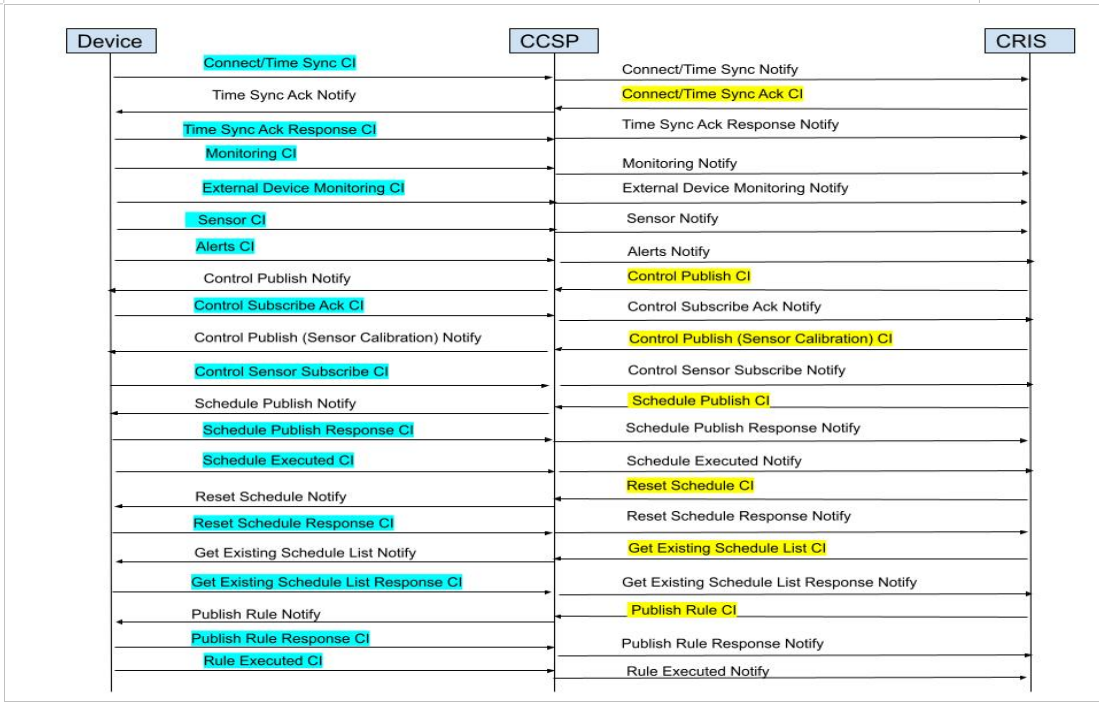 Device
CCSP
CRIS
Connect/Time Sync CI
Connect/Time Sync Notify
Time Sync Ack Notify
Connect/Time Sync Ack CI
Time Sync Ack Response CI
Time Sync Ack Response Notify
Monitoring CI
Monitoring Notify
External Device Monitoring CI
External Device Monitoring Notify
Sensor CI
Sensor Notify
Alerts CI
Alerts Notify
Control Publish Notify
Control Publish CI
Control Subscribe Ack CI
Control Subscribe Ack Notify
Control Publish (Sensor Calibration) Notify
Control Publish (Sensor Calibration) CI
Control Sensor Subscribe CI
Control Sensor Subscribe Notify
Schedule Publish Notify
Schedule Publish CI
Schedule Publish Response CI
Schedule Publish Response Notify
Schedule Executed CI
Schedule Executed Notify
Reset Schedule Notify
Reset Schedule CI
Reset Schedule Response CI
Reset Schedule Response Notify
Get Existing Schedule List Notify
Get Existing Schedule List CI
Get Existing Schedule List Response CI
Get Existing Schedule List Response Notify
Publish Rule Notify
Publish Rule CI
Publish Rule Response CI
Publish Rule Response Notify
Rule Executed CI
Rule Executed Notify